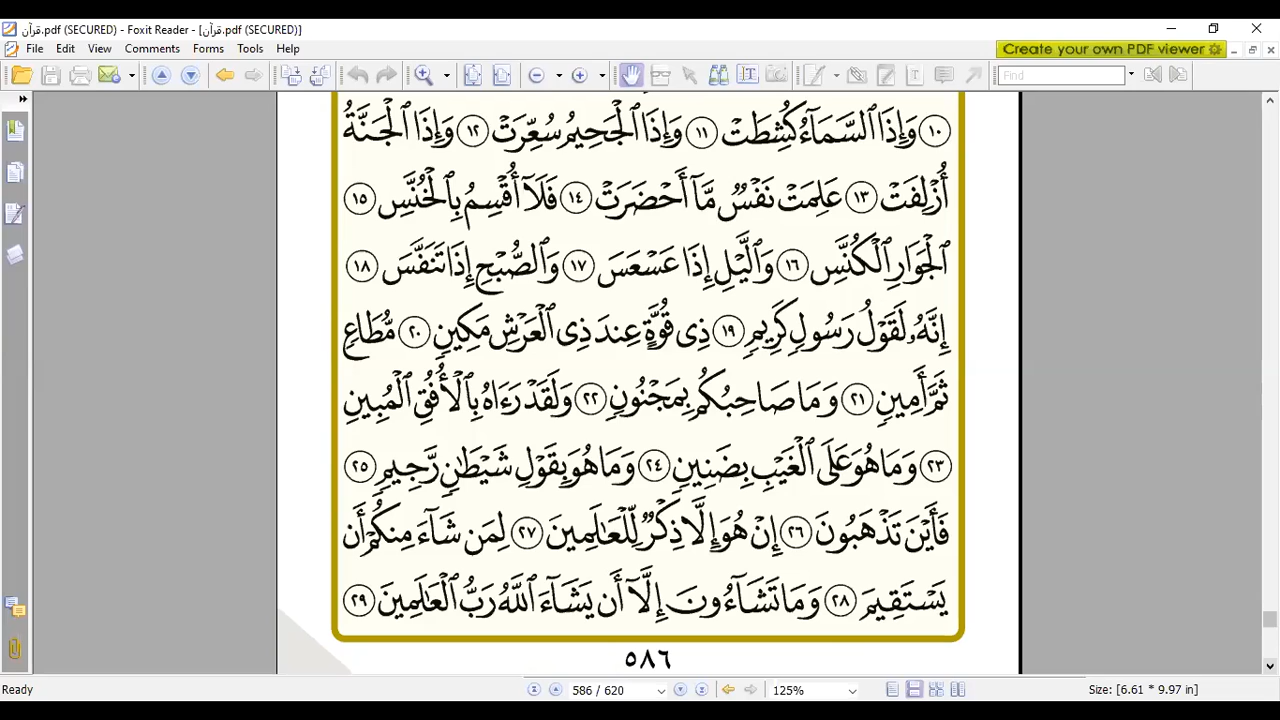 قرآن.pdf (SECURED) - Foxit Reader - [قرآن.pdf (SECURED)]
File Edit View Comments Forms Tools Help
Create your own PDF viewer
Find
١٠ وَإِذَا ٱلسَّمَآءُ كُشِطَتْ ١١ وَإِذَا ٱلْجَحِيمُ سُعِّرَتْ ١٢ وَإِذَا ٱلْجَنَّةُ
أُزْلِفَتْ ١٣ عَلِمَتْ نَفْسٌ مَّآ أَحْضَرَتْ ١٤ فَلَآ أُقْسِمُ بِٱلْخُنَّسِ ١٥
ٱلْجَوَارِ ٱلْكُنَّسِ ١٦ وَٱلَّيْلِ إِذَا عَسْعَسَ ١٧ وَٱلصُّبْحِ إِذَا تَنَفَّسَ ١٨
إِنَّهُۥ لَقَوْلُ رَسُولٍ كَرِيمٍ ١٩ ذِى قُوَّةٍ عِندَ ذِى ٱلْعَرْشِ مَكِينٍ ٢٠ مُّطَاعٍ
ثَمَّ أَمِينٍ ٢١ وَمَا صَاحِبُكُم بِمَجْنُونٍ ٢٢ وَلَقَدْ رَءَاهُ بِٱلْأُفُقِ ٱلْمُبِينِ
٢٣ وَمَا هُوَ عَلَى ٱلْغَيْبِ بِضَنِينٍ ٢٤ وَمَا هُوَ بِقَوْلِ شَيْطَٰنٍ رَّجِيمٍ ٢٥
فَأَيْنَ تَذْهَبُونَ ٢٦ إِنْ هُوَ إِلَّا ذِكْرٌ لِّلْعَٰلَمِينَ ٢٧ لِمَن شَآءَ مِنكُمْ أَن
يَسْتَقِيمَ ٢٨ وَمَا تَشَآءُونَ إِلَّآ أَن يَشَآءَ ٱللَّهُ رَبُّ ٱلْعَٰلَمِينَ ٢٩
٥٨٦
Ready 586 / 620 125% Size: [6.61 * 9.97 in]